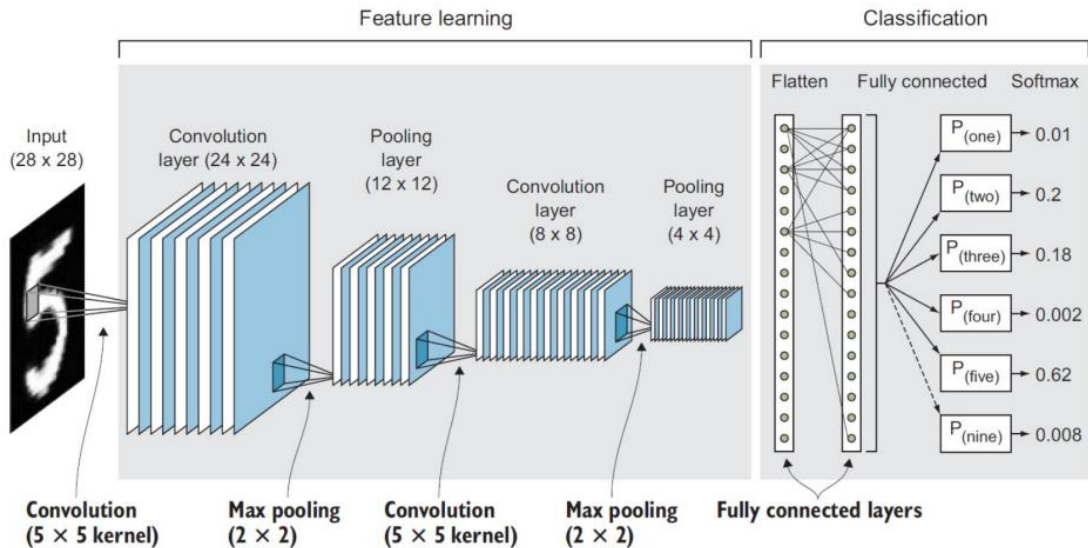 Feature learning
Classification
Input
(28 x 28)
Convolution
layer (24 x 24)
Pooling
layer
(12 x 12)
Convolution
layer
(8 x 8)
Pooling
layer
(4 x 4)
Flatten
Fully connected
Softmax
P(one)
0.01
P(two)
0.2
P(three)
0.18
P(four)
0.002
P(five)
0.62
P(nine)
0.008
Convolution
(5 × 5 kernel)
Max pooling
(2 × 2)
Convolution
(5 × 5 kernel)
Max pooling
(2 × 2)
Fully connected layers